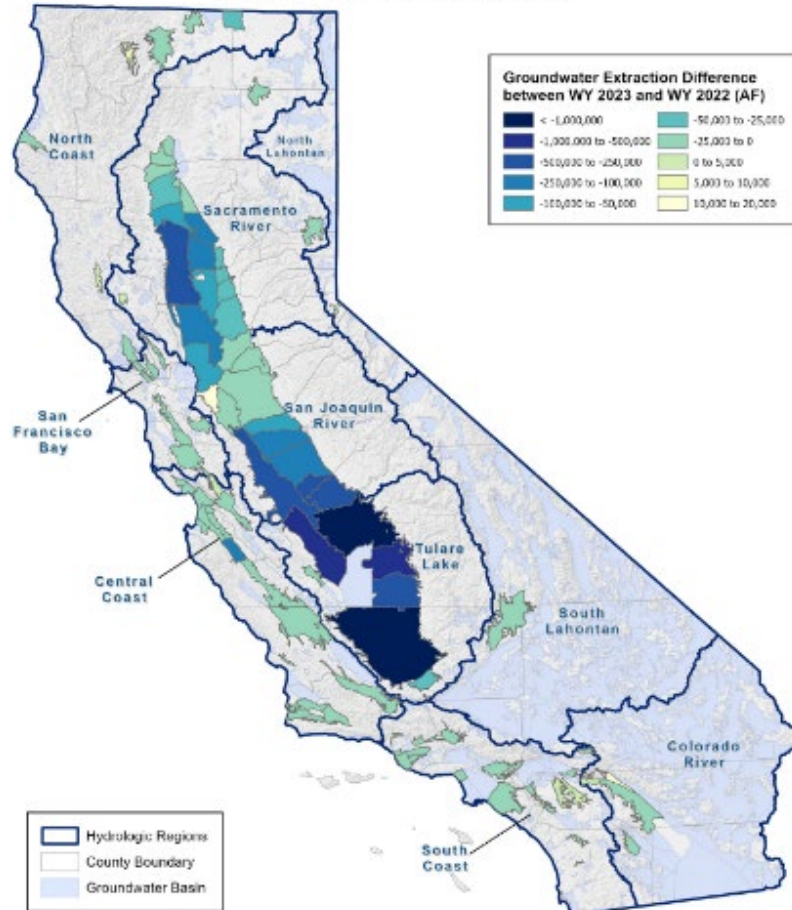 Groundwater Extraction Difference
between WY 2023 and WY 2022 (AF)
< -1,000,000
-1,000,000 to -500,000
-500,000 to -250,000
-250,000 to -100,000
-100,000 to -50,000
-50,000 to -25,000
-25,000 to 0
0 to 5,000
5,000 to 10,000
10,000 to 20,000
North
Coast
North
Lahontan
Sacramento
River
San
Francisco
Bay
San Joaquin
River
Central
Coast
Tulare
Lake
South
Lahontan
Colorado
River
South
Coast
Hydrologic Regions
County Boundary
Groundwater Basin